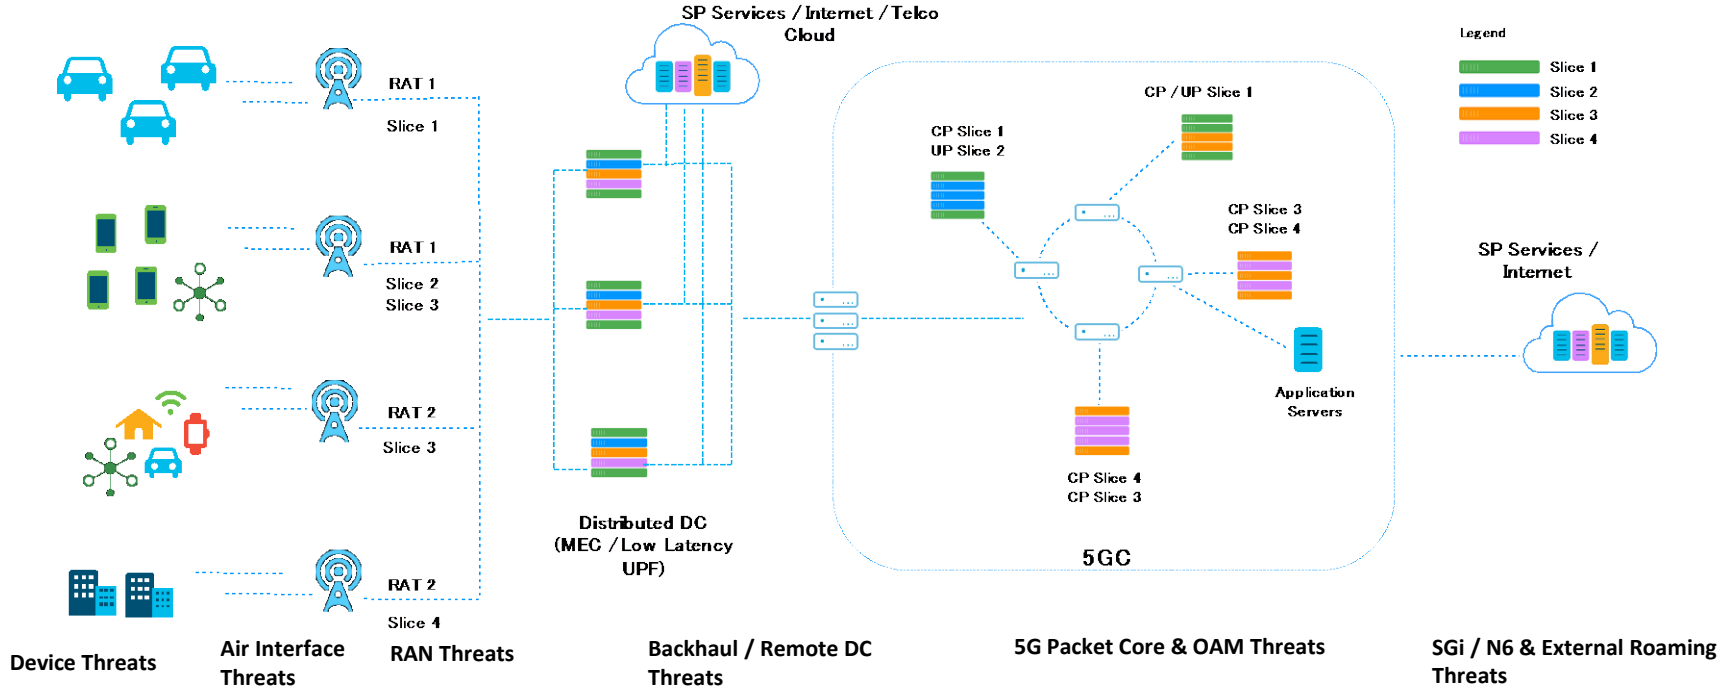 SP Services / Internet / Telco
Cloud
Legend
Slice 1
Slice 2
Slice 3
Slice 4
RAT 1
Slice 1
RAT 1
Slice 2
Slice 3
RAT 2
Slice 3
RAT 2
Slice 4
Distributed DC
(MEC / Low Latency
UPF)
CP / UP Slice 1
CP Slice 1
UP Slice 2
CP Slice 3
CP Slice 4
Application
Servers
CP Slice 4
CP Slice 3
5GC
SP Services /
Internet
Device Threats
Air Interface
Threats
RAN Threats
Backhaul / Remote DC
Threats
5G Packet Core & OAM Threats
SGi / N6 & External Roaming
Threats